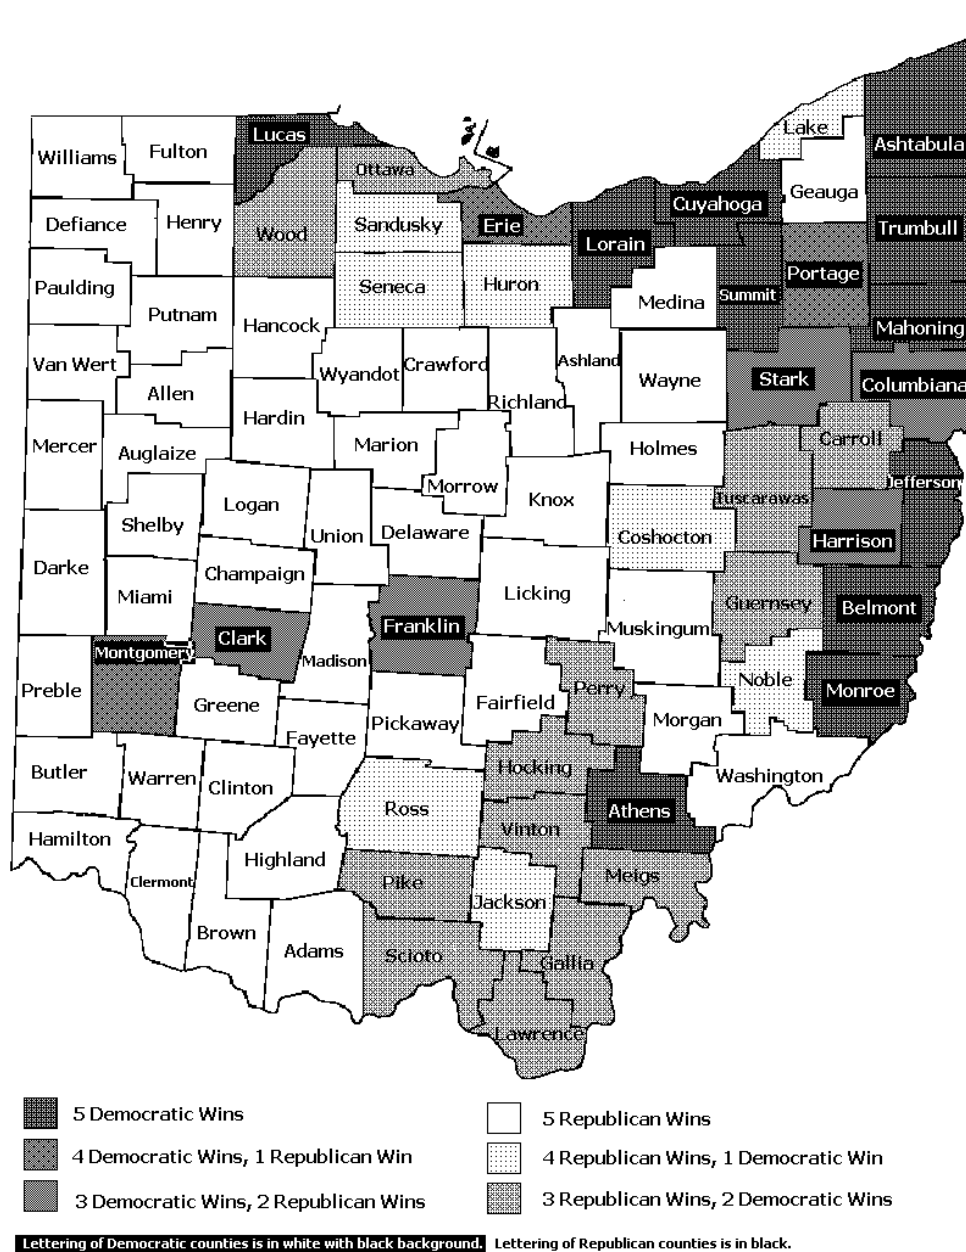 Lake
Lucas
Ashtabula
Williams
Fulton
Ottawa
Geauga
Cuyahoga
Defiance
Henry
Wood
Sandusky
Erie
Lorain
Trumbull
Portage
Paulding
Seneca
Huron
Medina
Summit
Putnam
Hancock
Mahoning
Van Wert
Wyandot
Crawford
Ashland
Wayne
Stark
Columbiana
Allen
Richland
Hardin
Mercer
Auglaize
Marion
Holmes
Carroll
Jefferson
Morrow
Knox
Tuscarawas
Logan
Shelby
Union
Delaware
Coshocton
Harrison
Darke
Champaign
Miami
Licking
Guernsey
Belmont
Clark
Franklin
Muskingum
Montgomery
Madison
Preble
Noble
Monroe
Perry
Greene
Fairfield
Pickaway
Morgan
Fayette
Butler
Warren
Clinton
Hocking
Washington
Ross
Athens
Vinton
Hamilton
Highland
Clermont
Pike
Meigs
Jackson
Brown
Adams
Scioto
Gallia
Lawrence
5 Democratic Wins
4 Democratic Wins, 1 Republican Win
3 Democratic Wins, 2 Republican Wins
5 Republican Wins
4 Republican Wins, 1 Democratic Win
3 Republican Wins, 2 Democratic Wins
Lettering of Democratic counties is in white with black background. Lettering of Republican counties is in black.